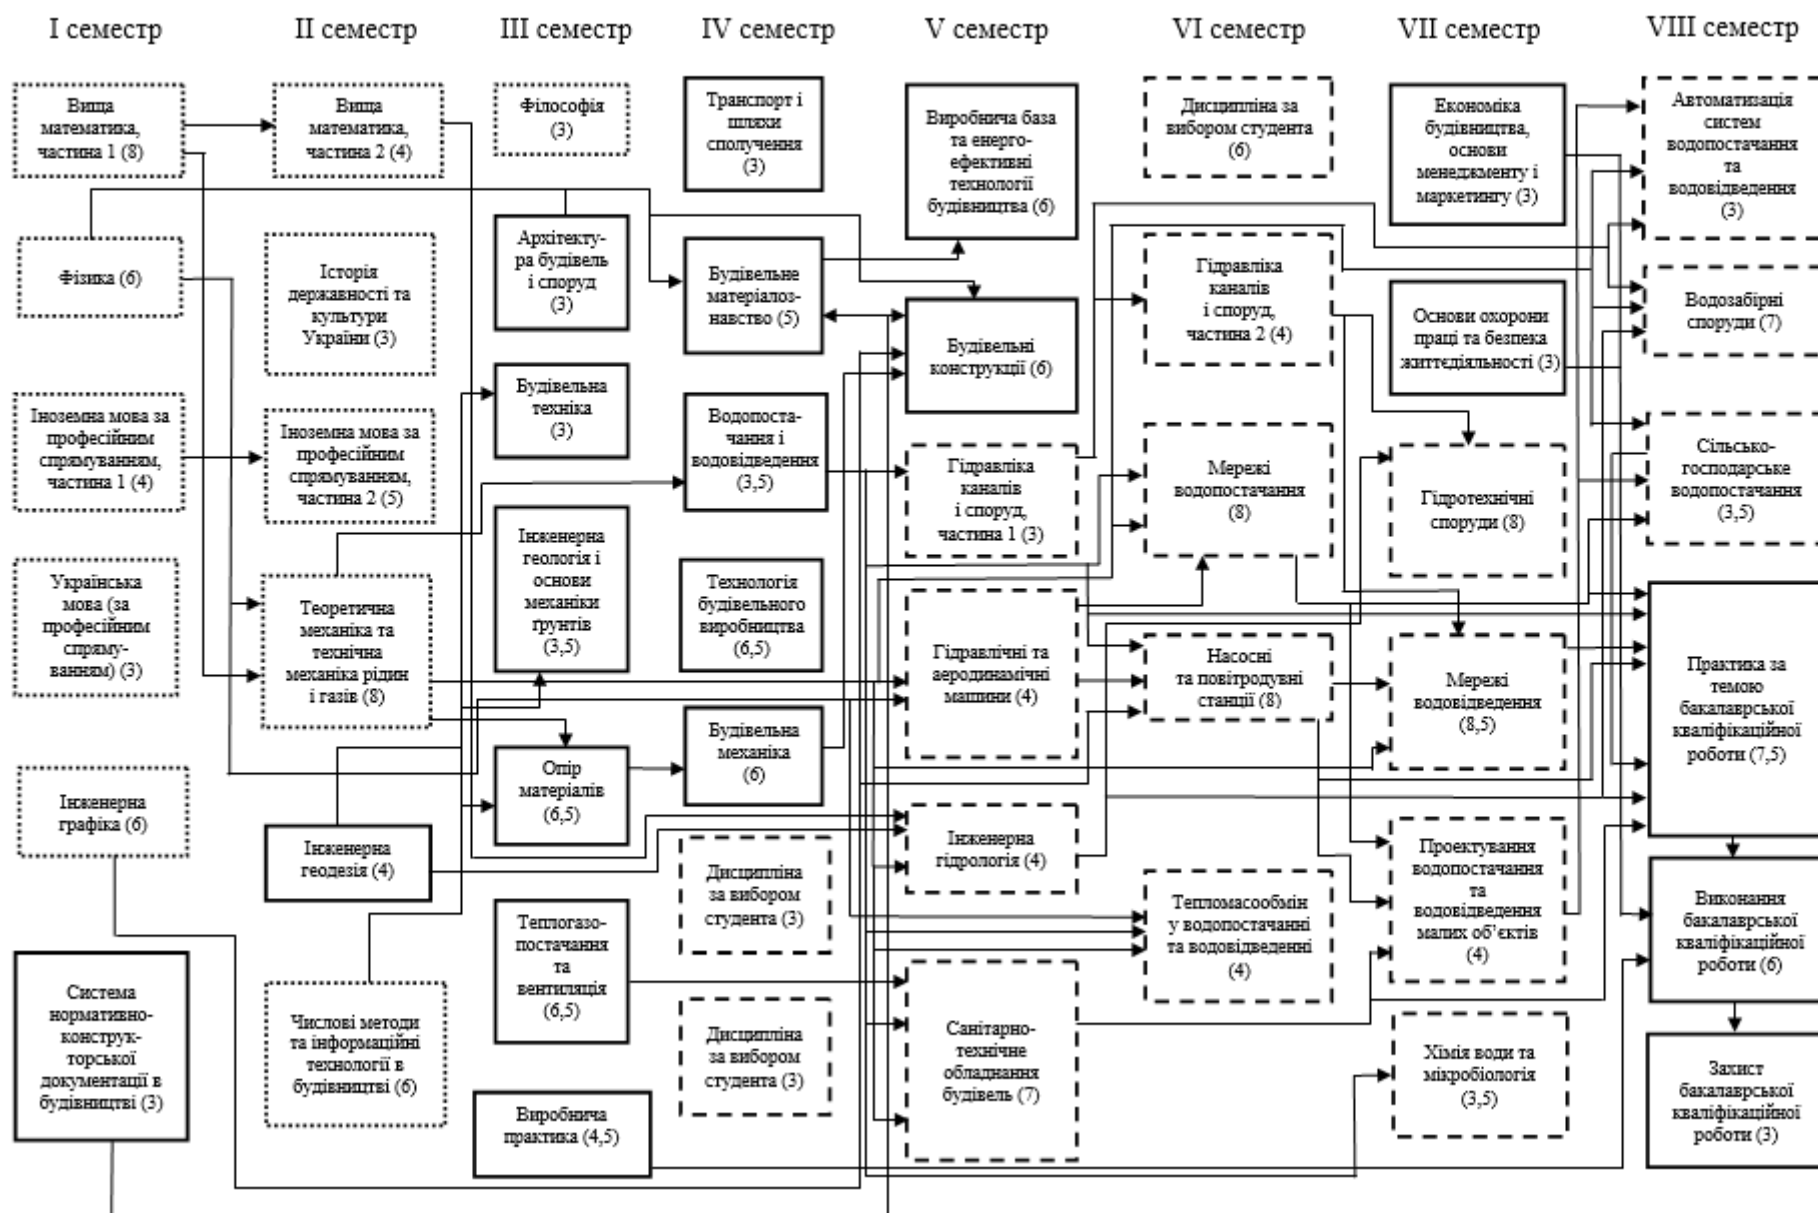 I семестр
II семестр
III семестр
IV семестр
V семестр
VI семестр
VII семестр
VIII семестр
Вища
математика,
частина 1 (8)
Фізика (6)
Іноземна мова за
професійним
спрямуванням,
частина 1 (4)
Українська
мова (за
професійним
спряму-
ванням) (3)
Інженерна
графіка (6)
Система
нормативно-
конструк-
торської
документації в
будівництві (3)
Вища
математика,
частина 2 (4)
Історія
державності та
культури
України (3)
Іноземна мова за
професійним
спрямуванням,
частина 2 (5)
Теоретична
механіка та
технічна
механіка рідин
і газів (8)
Інженерна
геодезія (4)
Числові методи
та інформаційні
технології в
будівництві (6)
Філософія
(3)
Архітекту-
ра будівель
і споруд
(3)
Будівельна
техніка
(3)
Інженерна
геологія і
основи
механіки
ґрунтів
(3,5)
Опір
матеріалів
(6,5)
Теплогазо-
постачання
та
вентиляція
(6,5)
Виробнича
практика (4,5)
Транспорт і
шляхи
сполучення
(3)
Будівельне
матеріалоз-
навство (5)
Водопоста-
чання і
водовідведення
(3,5)
Технологія
будівельного
виробництва
(6,5)
Будівельна
механіка
(6)
Дисципліна
за вибором
студента (3)
Дисципліна
за вибором
студента (3)
Виробнича база
та енерго-
ефективні
технології
будівництва (6)
Будівельні
конструкції (6)
Гідравліка
каналів
і споруд,
частина 1 (3)
Гідравлічні та
аеродинамічні
машини (4)
Інженерна
гідрологія (4)
Санітарно-
технічне
обладнання
будівель (7)
Дисципліна за
вибором студента
(6)
Гідравліка
каналів
і споруд,
частина 2 (4)
Мережі
водопостачання
(8)
Насосні
та повітродувні
станції (8)
Тепломасообмін
у водопостачанні
та водовідведенні
(4)
Економіка
будівництва,
основи
менеджменту і
маркетингу (3)
Основи охорони
праці та безпека
життєдіяльності (3)
Гідротехнічні
споруди (8)
Мережі
водовідведення
(8,5)
Проектування
водопостачання
та
водовідведення
малих об’єктів
(4)
Хімія води та
мікробіологія
(3,5)
Автоматизація
систем
водопостачання
та
водовідведення
(3)
Водозабірні
споруди (7)
Сільсько-
господарське
водопостачання
(3,5)
Практика за
темою
бакалаврської
кваліфікаційної
роботи (7,5)
Виконання
бакалаврської
кваліфікаційної
роботи (6)
Захист
бакалаврської
кваліфікаційної
роботи (3)